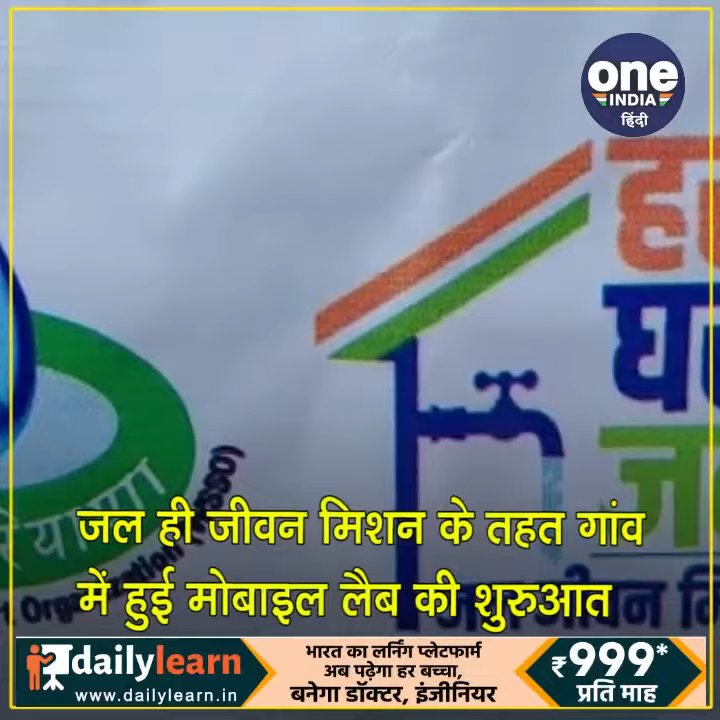 one
INDIA
हिंदी
जल ही जीवन मिशन के तहत गांव
में हुई मोबाइल लैब की शुरुआत
dailylearn
www.dailylearn.in
भारत का लर्निंग प्लेटफार्म
अब पढ़ेगा हर बच्चा,
बनेगा डॉक्टर, इंजीनियर
₹999*
प्रति माह